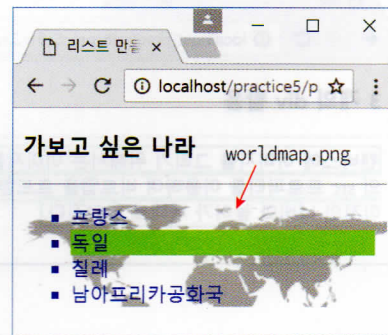 리스트 만들
localhost/practice5/p
가보고 싶은 나라
worldmap.png
프랑스
독일
칠레
남아프리카공화국